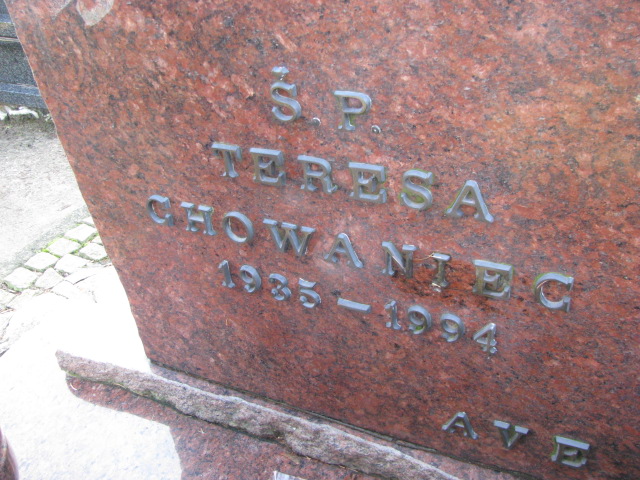 Ś. P.
TERESA
CHOWANIEC
1935 – 1994
AVE